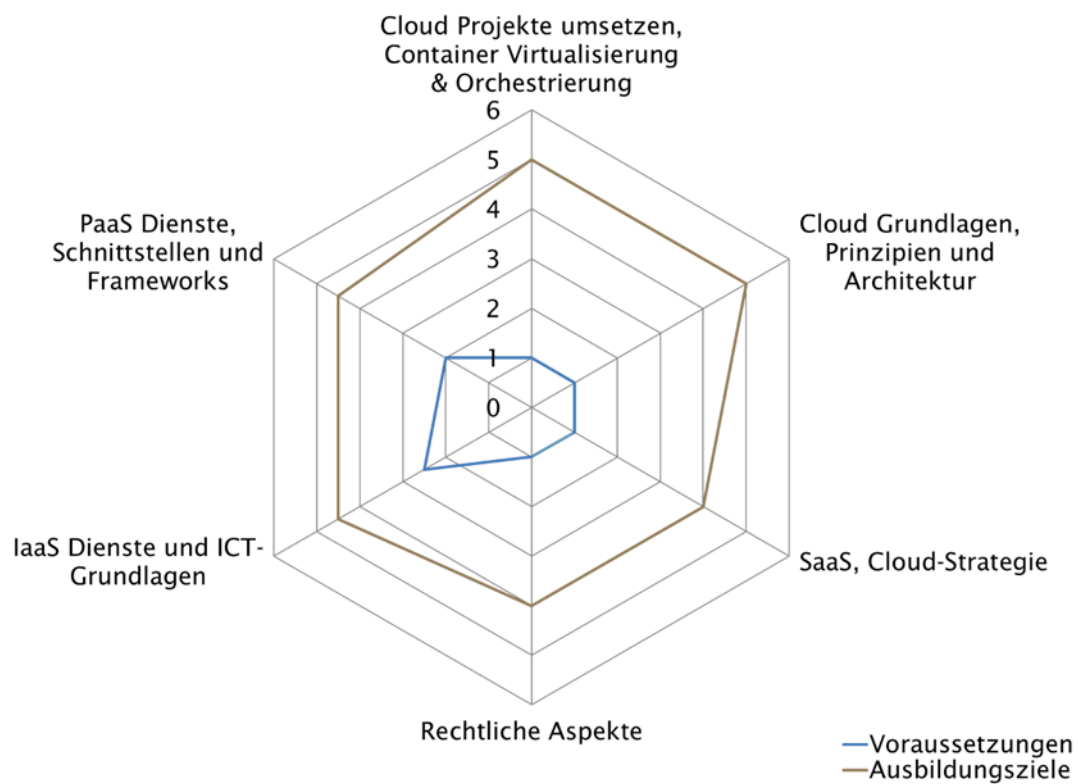 Cloud Projekte umsetzen,
Container Virtualisierung
& Orchestrierung
6
5
4
3
2
1
0
Cloud Grundlagen,
Prinzipien und
Architektur
SaaS, Cloud-Strategie
Rechtliche Aspekte
IaaS Dienste und ICT-
Grundlagen
PaaS Dienste,
Schnittstellen und
Frameworks
Voraussetzungen
Ausbildungsziele